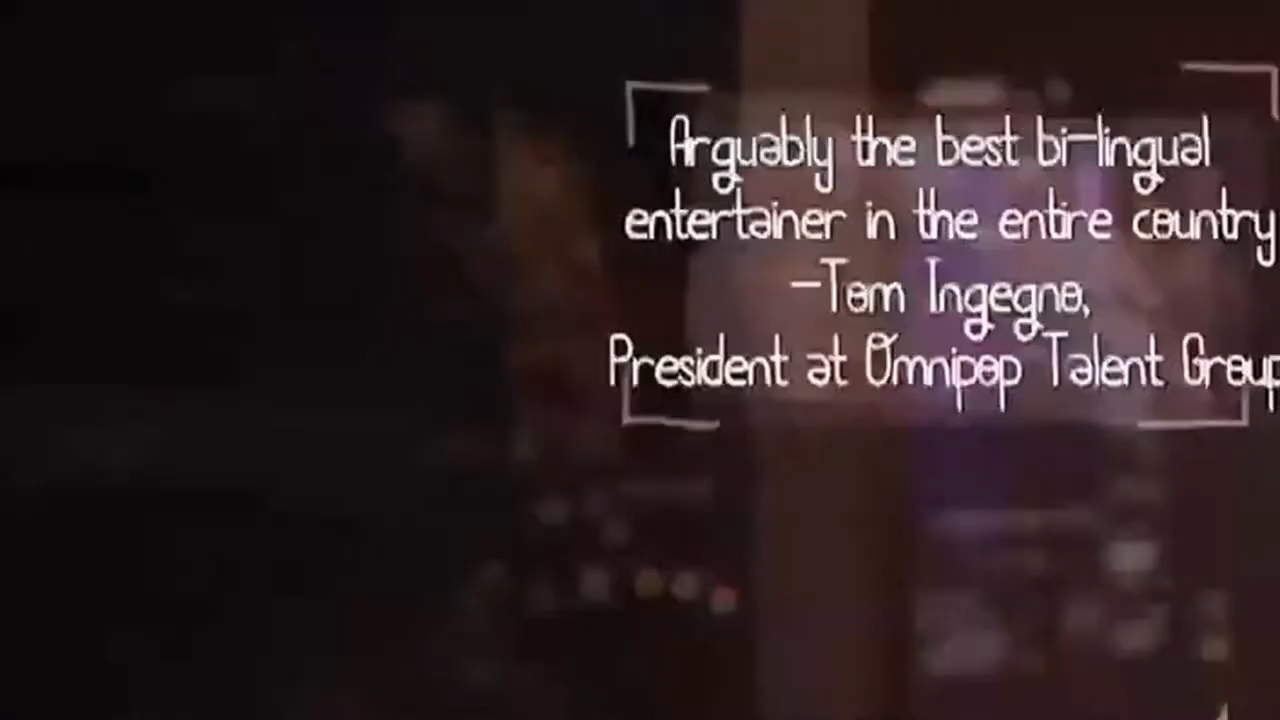 Arguably the best bi-lingual
entertainer in the entire country
-Tom Ingegno,
President at Omnipop Talent Group